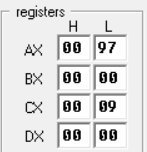 registers
H L
AX 00 97
BX 00 00
CX 00 09
DX 00 00